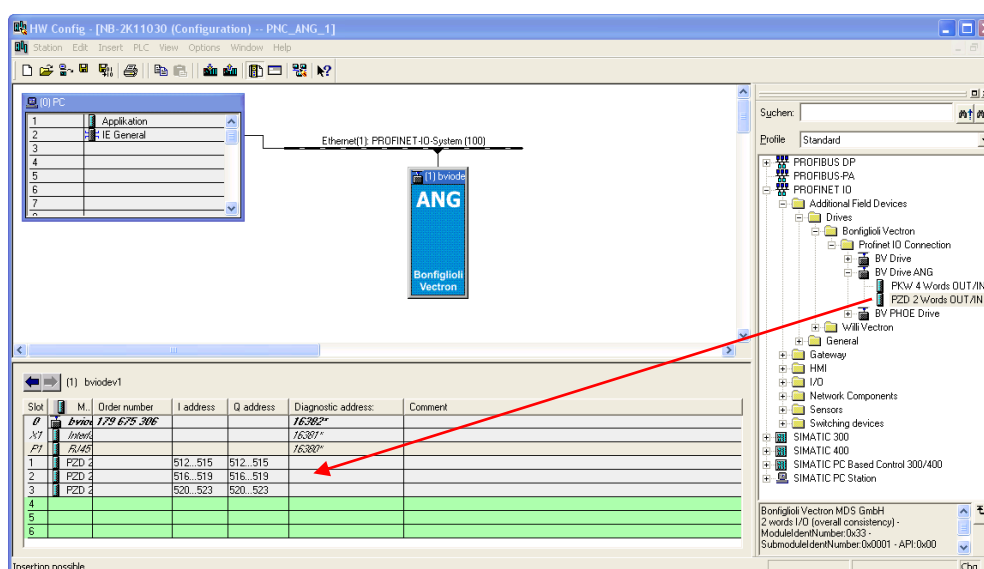 HW Config - [NB-2K11030 (Configuration) -- PNC_ANG_1]
Station Edit Insert PLC View Options Window Help
(0) PC
1 Applikation
2 IE General
3
4
5
6
7
Ethernet(1): PROFINET-IO-System (100)
(1) bviode
ANG
Bonfiglioli
Vectron
Suchen:
Profile Standard
PROFIBUS DP
PROFIBUS-PA
PROFINET IO
Additional Field Devices
Drives
Bonfiglioli Vectron
Profinet IO Connection
BV Drive
BV Drive ANG
PKW 4 Words OUT/IN
PZD 2 Words OUT/IN
BV PHOE Drive
Willi Vectron
General
Gateway
HMI
I/O
Network Components
Sensors
Switching devices
SIMATIC 300
SIMATIC 400
SIMATIC PC Based Control 300/400
SIMATIC PC Station
(1) bviodev1
Slot M... Order number I address Q address Diagnostic address: Comment
0 bviod 179 675 306 16382*
X1 Interfa 16381*
P1 RJ45 16380*
1 PZD 2 512...515 512...515
2 PZD 2 516...519 516...519
3 PZD 2 520...523 520...523
4
5
6
Bonfiglioli Vectron MDS GmbH
2 words I/O (overall consistency) -
ModuleIdentNumber:0x33 -
SubmoduleIdentNumber:0x0001 - API:0x00
Insertion possible
Chg